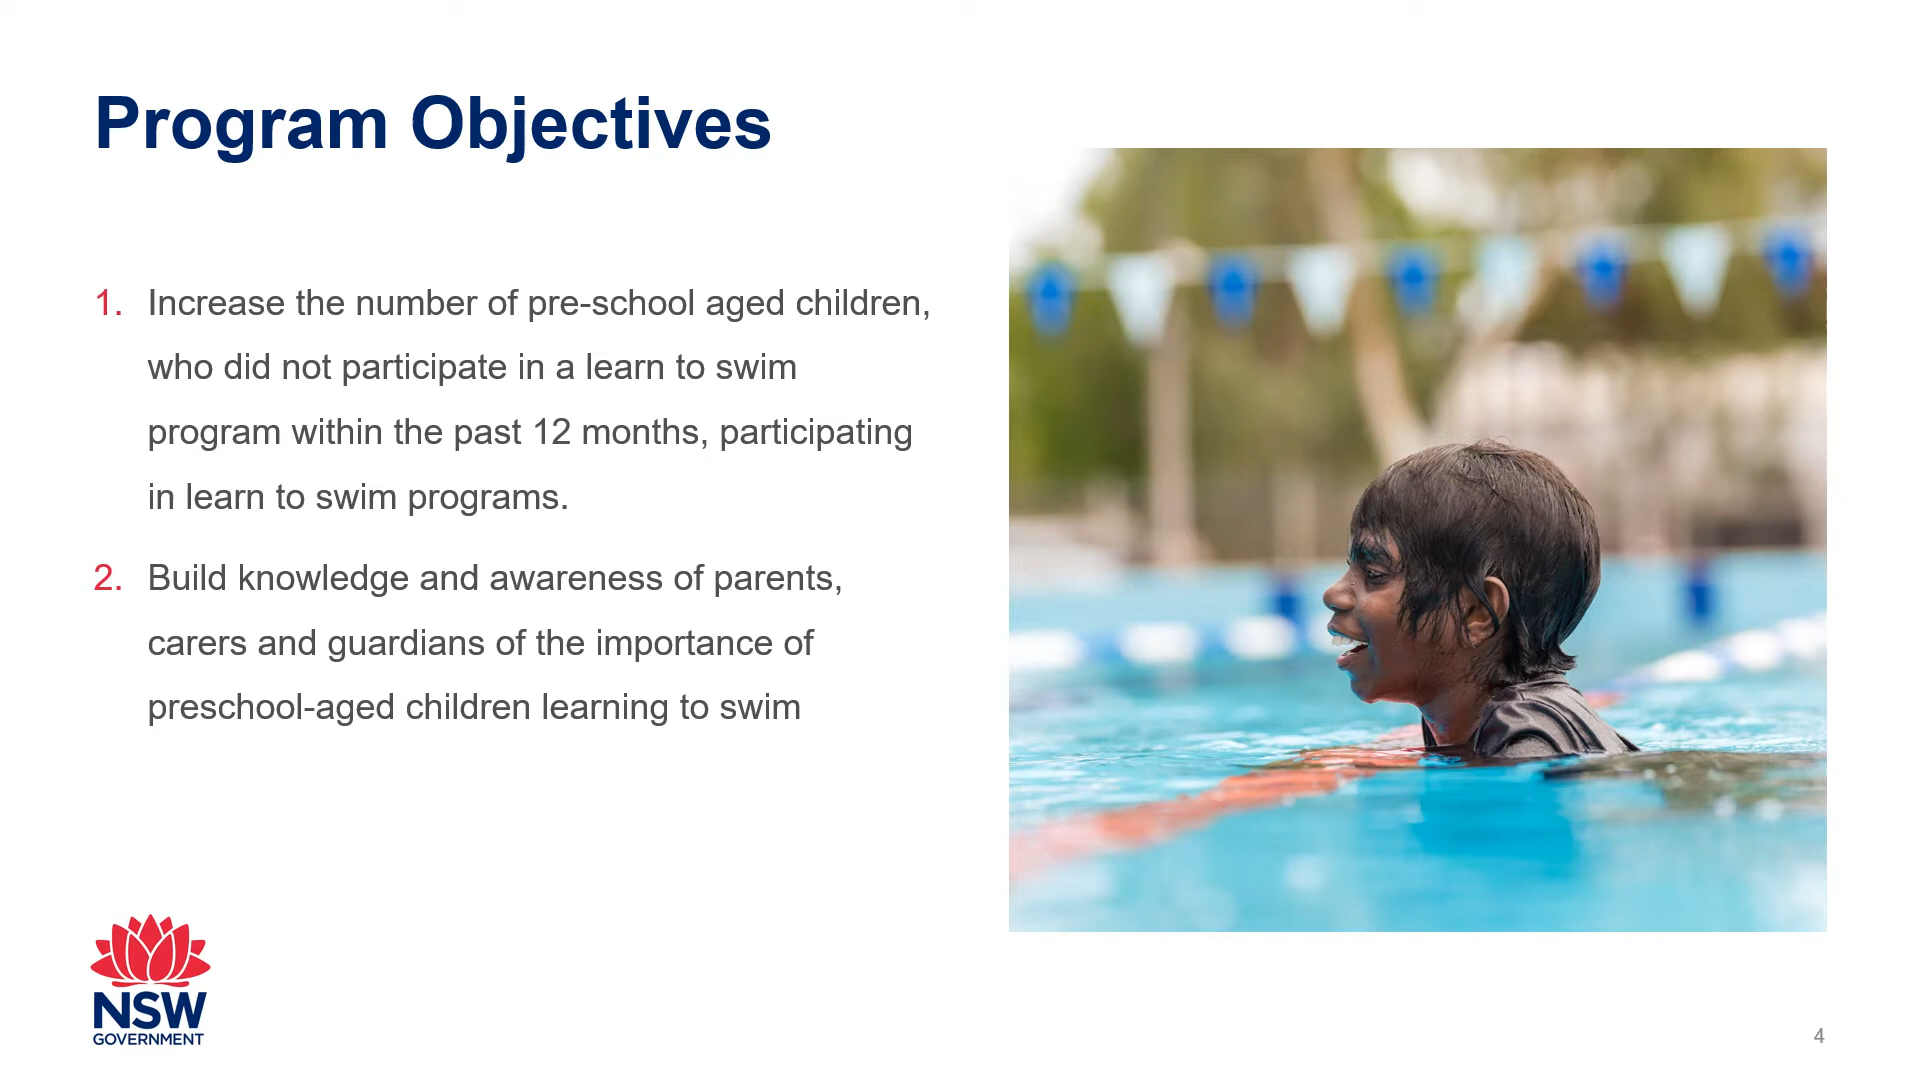 Program Objectives
1. Increase the number of pre-school aged children,
who did not participate in a learn to swim
program within the past 12 months, participating
in learn to swim programs.
2. Build knowledge and awareness of parents,
carers and guardians of the importance of
preschool-aged children learning to swim
NSW
GOVERNMENT
4